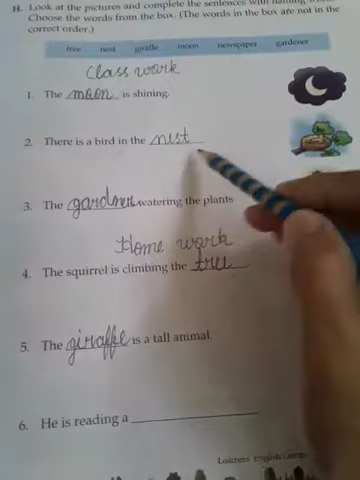 H. Look at the pictures and complete the sentences with naming
Choose the words from the box. (The words in the box are not in the
correct order.)
tree nest giraffe moon newspaper gardener
Class work
1. The moon is shining.
2. There is a bird in the nest
3. The gardner watering the plants
Home work
4. The squirrel is climbing the tree
5. The giraffe is a tall animal.
6. He is reading a
Learners English